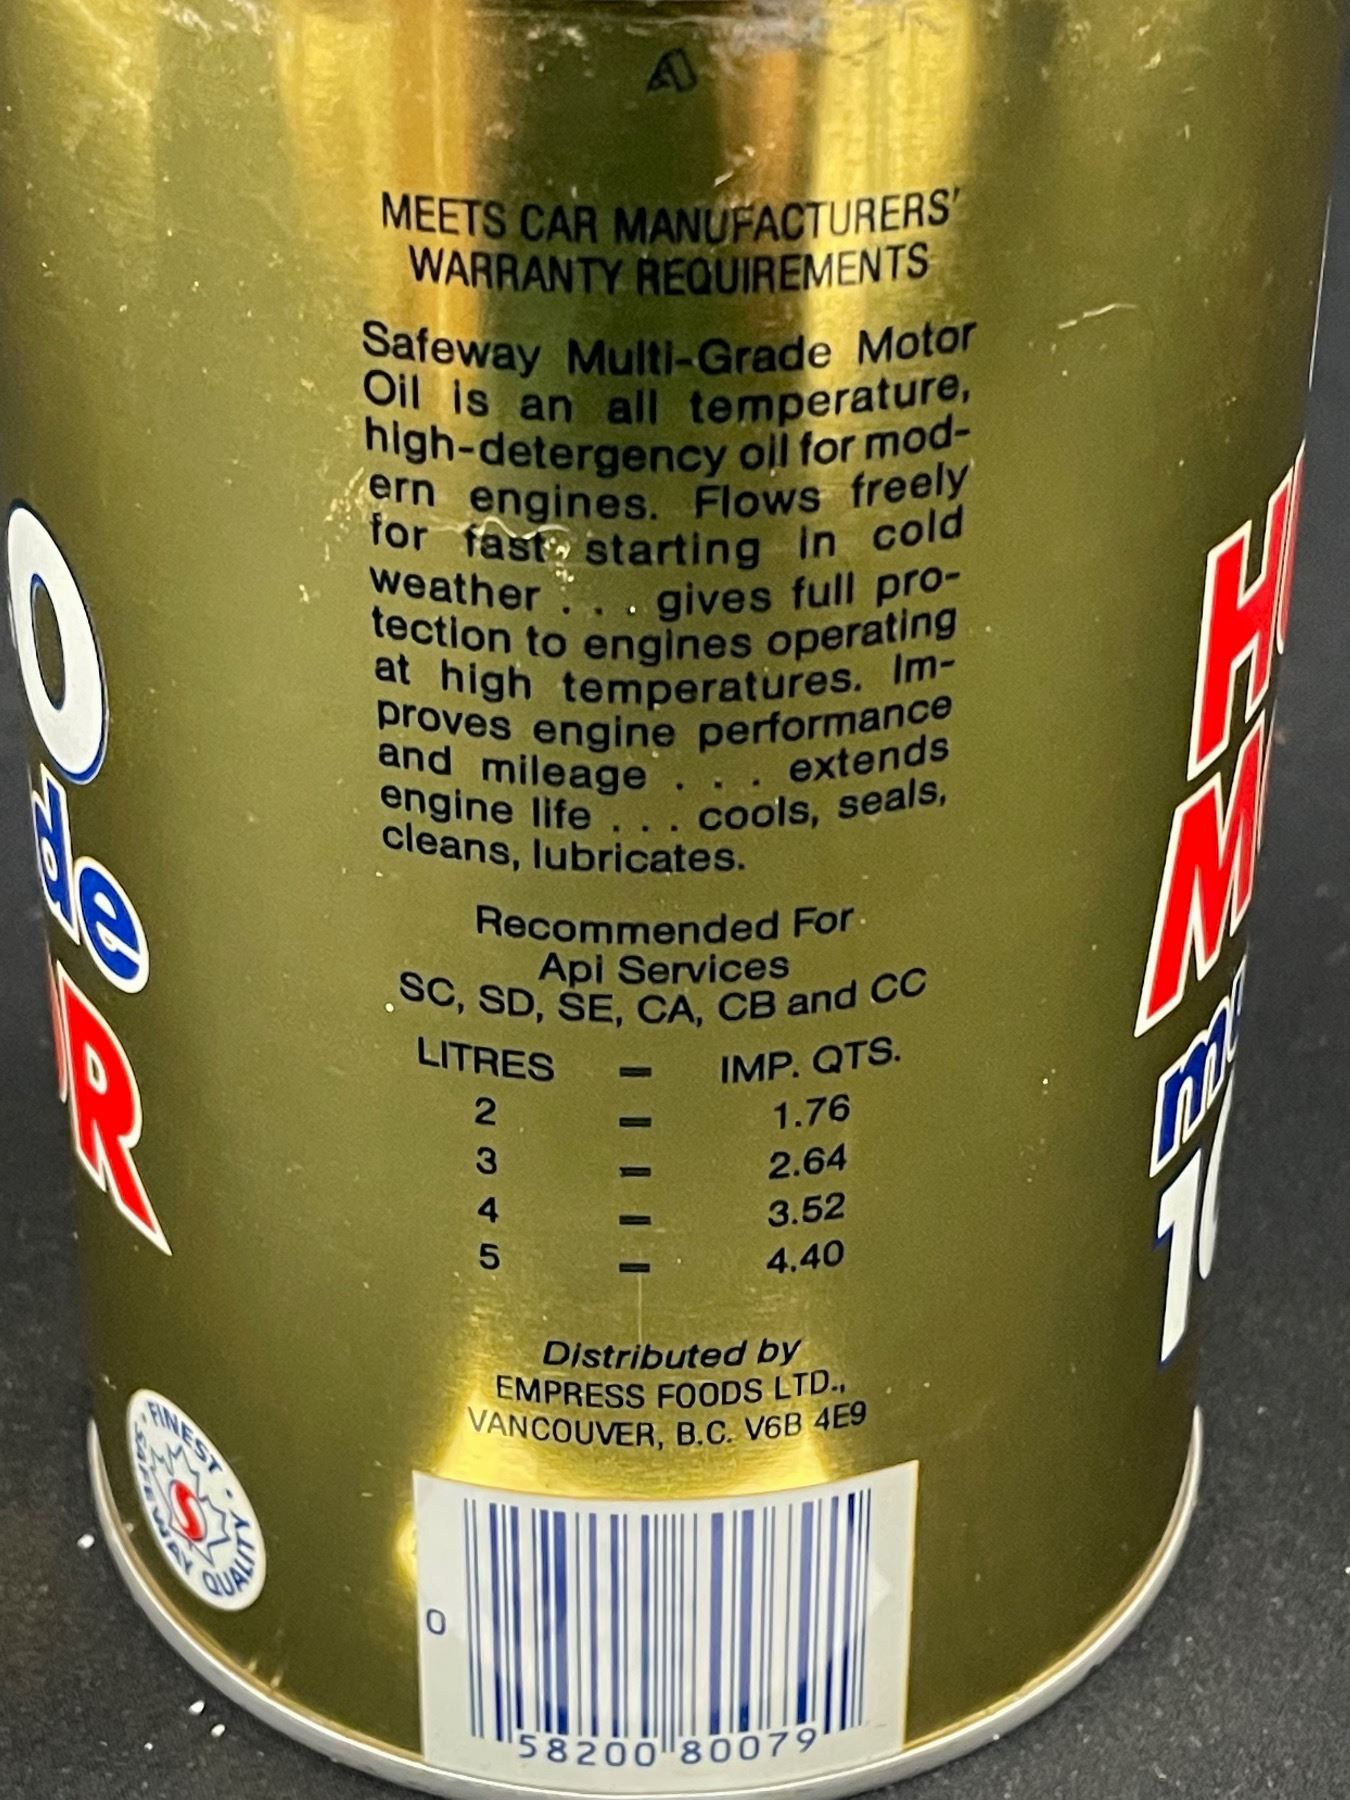 MEETS CAR MANUFACTURERS'
WARRANTY REQUIREMENTS
Safeway Multi-Grade Motor
Oil is an all temperature,
high-detergency oil for mod-
ern engines. Flows freely
for fast starting in cold
weather . . . gives full pro-
tection to engines operating
at high temperatures. Im-
proves engine performance
and mileage . . . extends
engine life . . . cools, seals,
cleans, lubricates.
Recommended For
Api Services
SC, SD, SE, CA, CB and CC
LITRES = IMP. QTS.
2 = 1.76
3 = 2.64
4 = 3.52
5 = 4.40
Distributed by
EMPRESS FOODS LTD.,
VANCOUVER, B.C. V6B 4E9
FINEST
SAFEWAY QUALITY
S
0 58200 80079